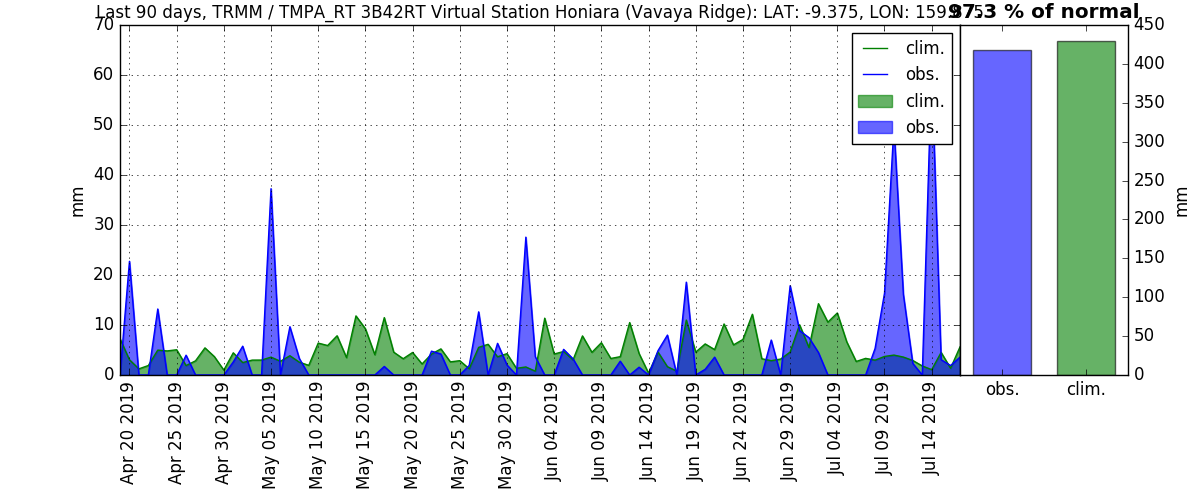 Last 90 days, TRMM / TMPA_RT 3B42RT Virtual Station Honiara (Vavaya Ridge): LAT: -9.375, LON:
97.3 % of normal
70
60
50
40
30
20
10
0
mm
clim.
obs.
clim.
obs.
450
400
350
300
250
200
150
100
50
0
mm
obs.
clim.
Apr 20 2019
Apr 25 2019
Apr 30 2019
May 05 2019
May 10 2019
May 15 2019
May 20 2019
May 25 2019
May 30 2019
Jun 04 2019
Jun 09 2019
Jun 14 2019
Jun 19 2019
Jun 24 2019
Jun 29 2019
Jul 04 2019
Jul 09 2019
Jul 14 2019